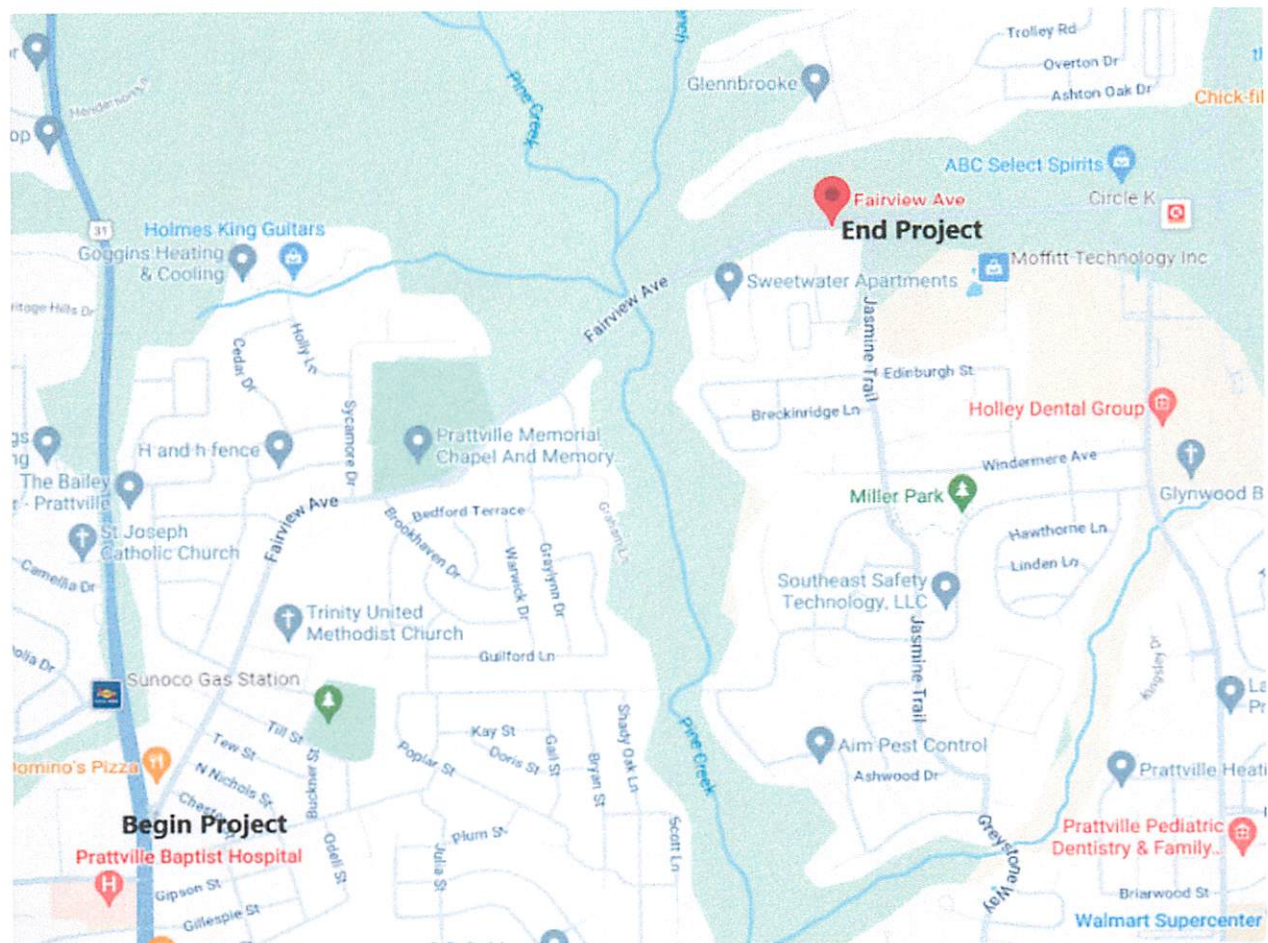 Trolley Rd
Overton Dr
Ashton Oak Dr
Glennbrooke
Pine Creek
Chick-fil
ABC Select Spirits
Circle K
Fairview Ave
End Project
31
Holmes King Guitars
Goggins Heating
& Cooling
Moffitt Technology Inc
Sweetwater Apartments
Fairview Ave
Jasmine Trail
Cedar Dr
Holly Ln
Edinburgh St
Breckinridge Ln
Holley Dental Group
Sycamore Dr
H and h fence
Prattville Memorial
Chapel And Memory...
Windermere Ave
The Bailey
- Prattville
Miller Park
Glynwood B
Fairview Ave
Bedford Terrace
Brookhaven Dr
Graham Ln
Hawthorne Ln
Linden Ln
St Joseph
Catholic Church
Camellia Dr
Warwick Dr
Graylynn Dr
Southeast Safety
Technology, LLC
Trinity United
Methodist Church
Jasmine Trail
Guilford Ln
Kingsley Dr
Sunoco Gas Station
Till St
Tew St
N Nichols St
Buckner St
Kay St
Doris St
Poplar St
Gail St
Bryan St
Shady Oak Ln
Pine Creek
Aim Pest Control
Ashwood Dr
Prattville Heati
Domino's Pizza
Begin Project
Prattville Baptist Hospital
Plum St
Odell St
Julia St
Scott Ln
Greystone Way
Prattville Pediatric
Dentistry & Family...
Gipson St
Gillespie St
Briarwood St
Walmart Supercenter